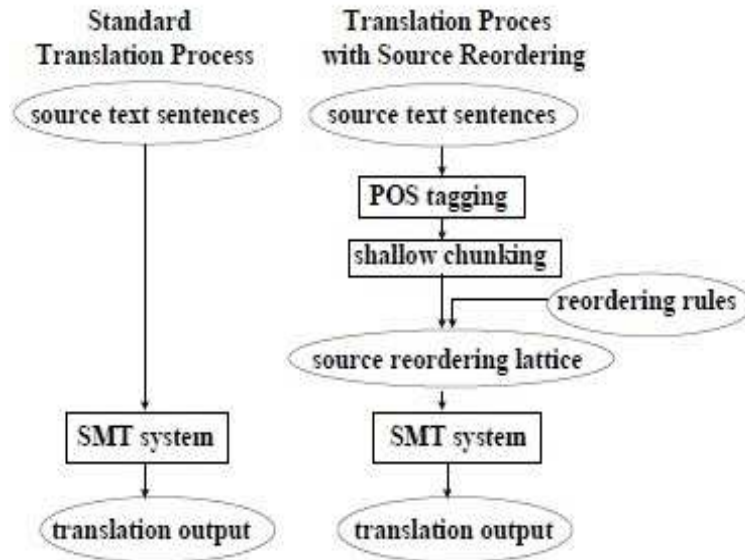 Standard
Translation Process
source text sentences
SMT system
translation output
Translation Proces
with Source Reordering
source text sentences
POS tagging
shallow chunking
reordering rules
source reordering lattice
SMT system
translation output